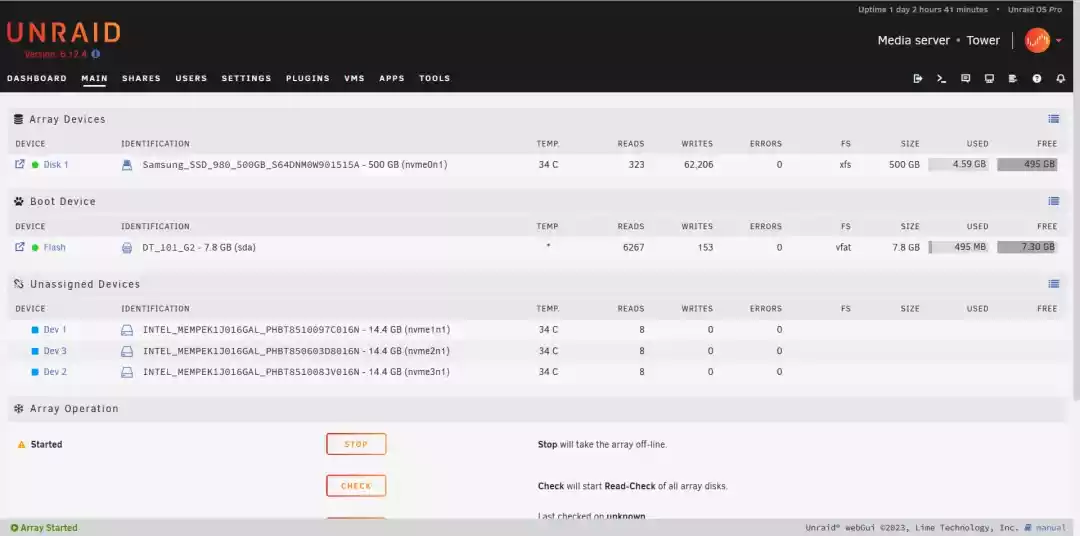 Uptime 1 day 2 hours 41 minutes • Unraid OS Pro
UNRAID
Version: 6.12.4
Media server • Tower
DASHBOARD MAIN SHARES USERS SETTINGS PLUGINS VMS APPS TOOLS
Array Devices
DEVICE IDENTIFICATION TEMP. READS WRITES ERRORS FS SIZE USED FREE
Disk 1 Samsung_SSD_980_500GB_S64DNM0W901515A - 500 GB (nvme0n1) 34 C 323 62,206 0 xfs 500 GB 4.59 GB 495 GB
Boot Device
DEVICE IDENTIFICATION TEMP. READS WRITES ERRORS FS SIZE USED FREE
Flash DT_101_G2 - 7.8 GB (sda) * 6267 153 0 vfat 7.8 GB 495 MB 7.30 GB
Unassigned Devices
DEVICE IDENTIFICATION TEMP. READS WRITES ERRORS FS SIZE USED FREE
Dev 1 INTEL_MEMPEK1J016GAL_PHBT8510097C016N - 14.4 GB (nvme1n1) 34 C 8 0 0
Dev 3 INTEL_MEMPEK1J016GAL_PHBT850603D8016N - 14.4 GB (nvme2n1) 34 C 8 0 0
Dev 2 INTEL_MEMPEK1J016GAL_PHBT851008JV016N - 14.4 GB (nvme3n1) 34 C 8 0 0
Array Operation
Started STOP Stop will take the array off-line.
CHECK Check will start Read-Check of all array disks.
Last checked on unknown
Array Started Unraid® webGui ©2023, Lime Technology, Inc. manual